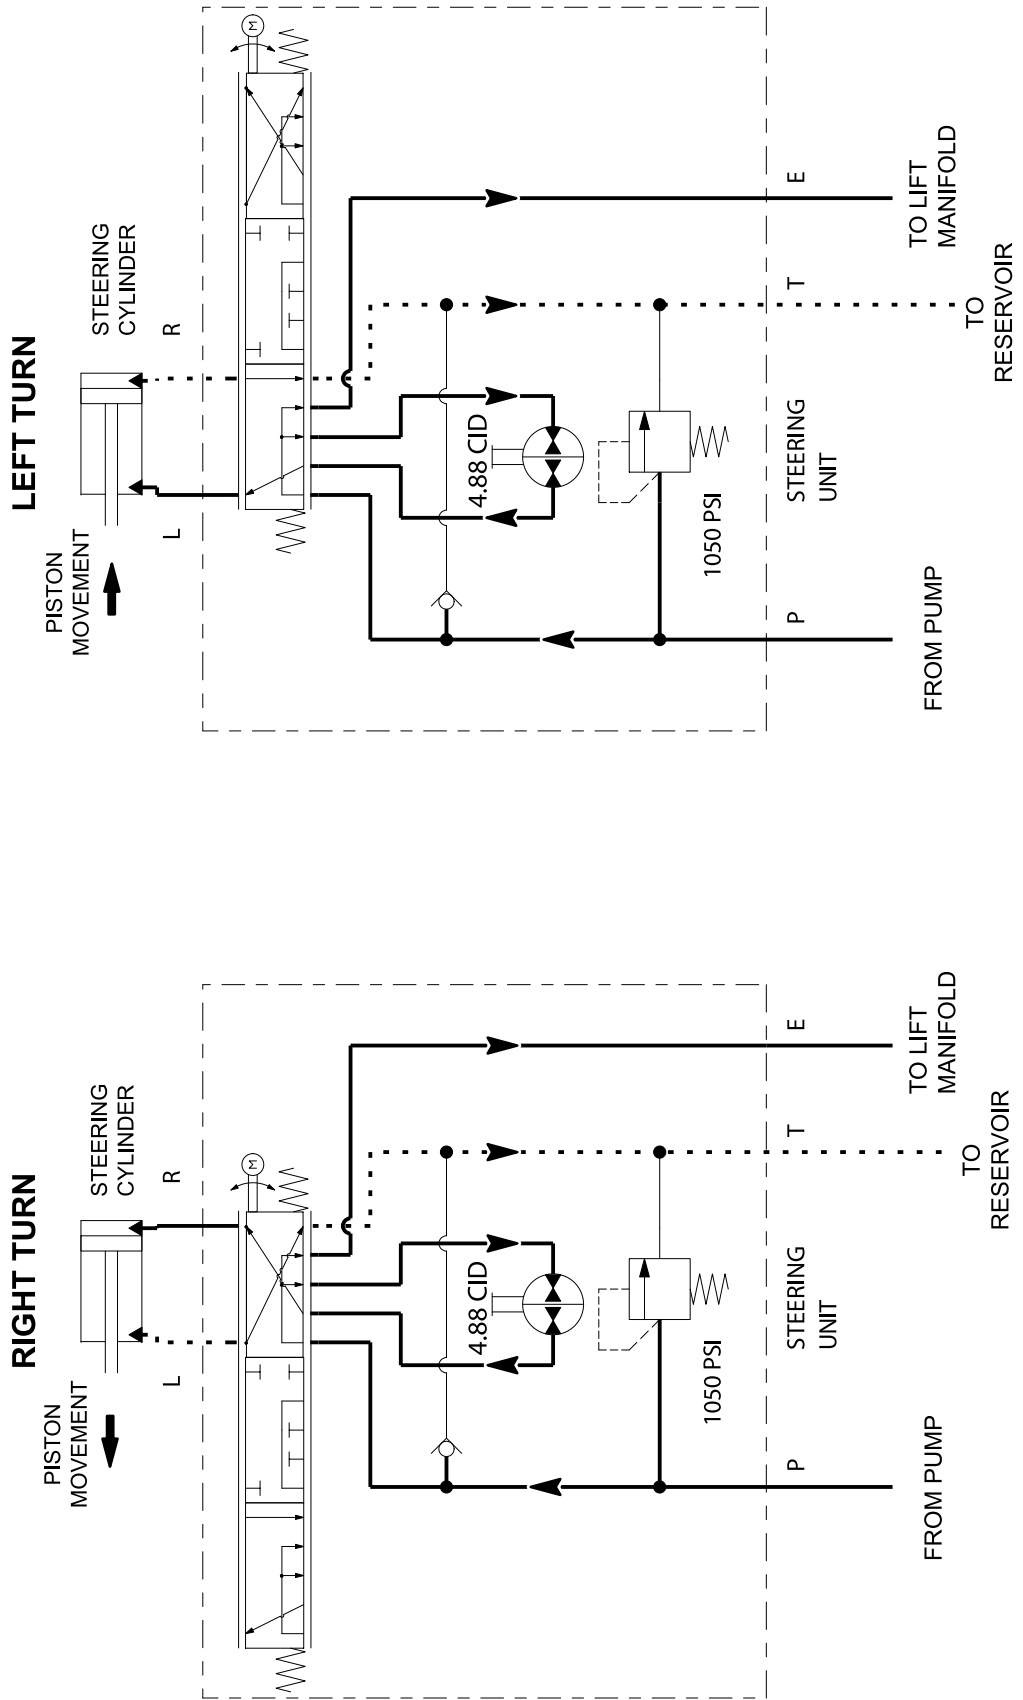 RIGHT TURN
PISTON
MOVEMENT
STEERING
CYLINDER
L
R
M
4.88 CID
1050 PSI
STEERING
UNIT
P
T
E
FROM PUMP
TO
RESERVOIR
TO LIFT
MANIFOLD
LEFT TURN
PISTON
MOVEMENT
STEERING
CYLINDER
L
R
M
4.88 CID
1050 PSI
STEERING
UNIT
P
T
E
FROM PUMP
TO
RESERVOIR
TO LIFT
MANIFOLD